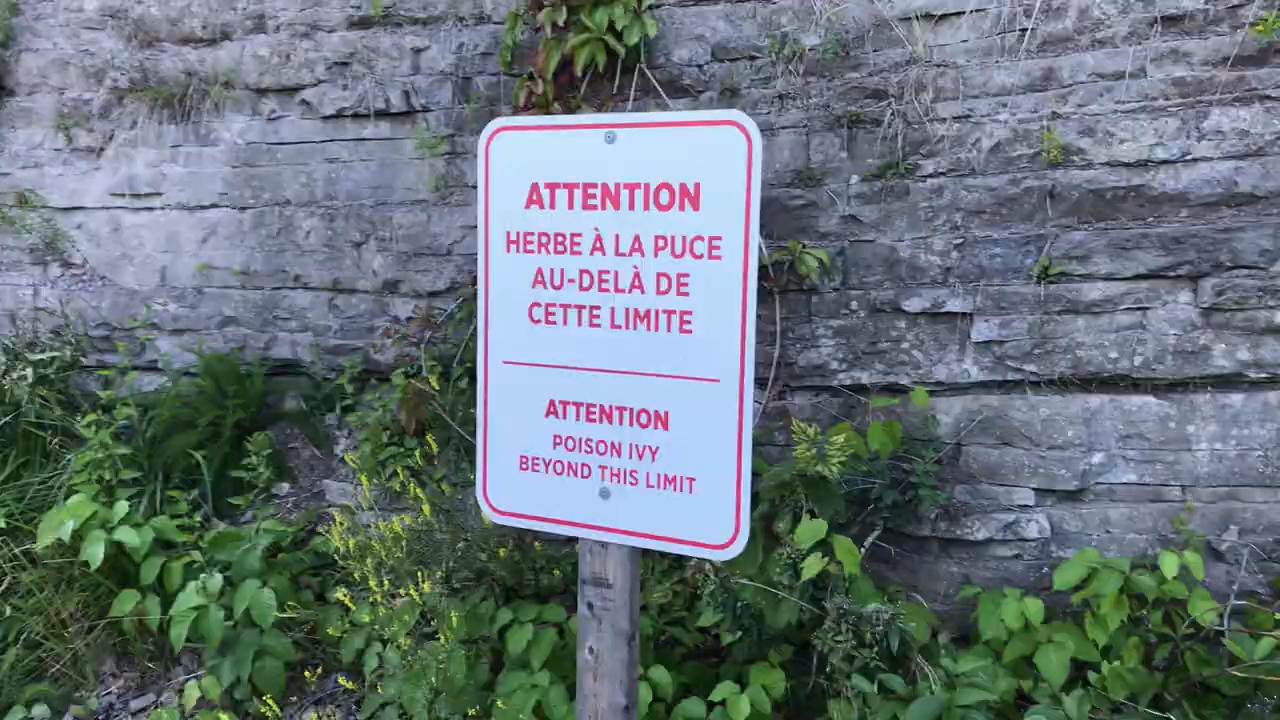 ATTENTION
HERBE À LA PUCE
AU-DELÀ DE
CETTE LIMITE
ATTENTION
POISON IVY
BEYOND THIS LIMIT